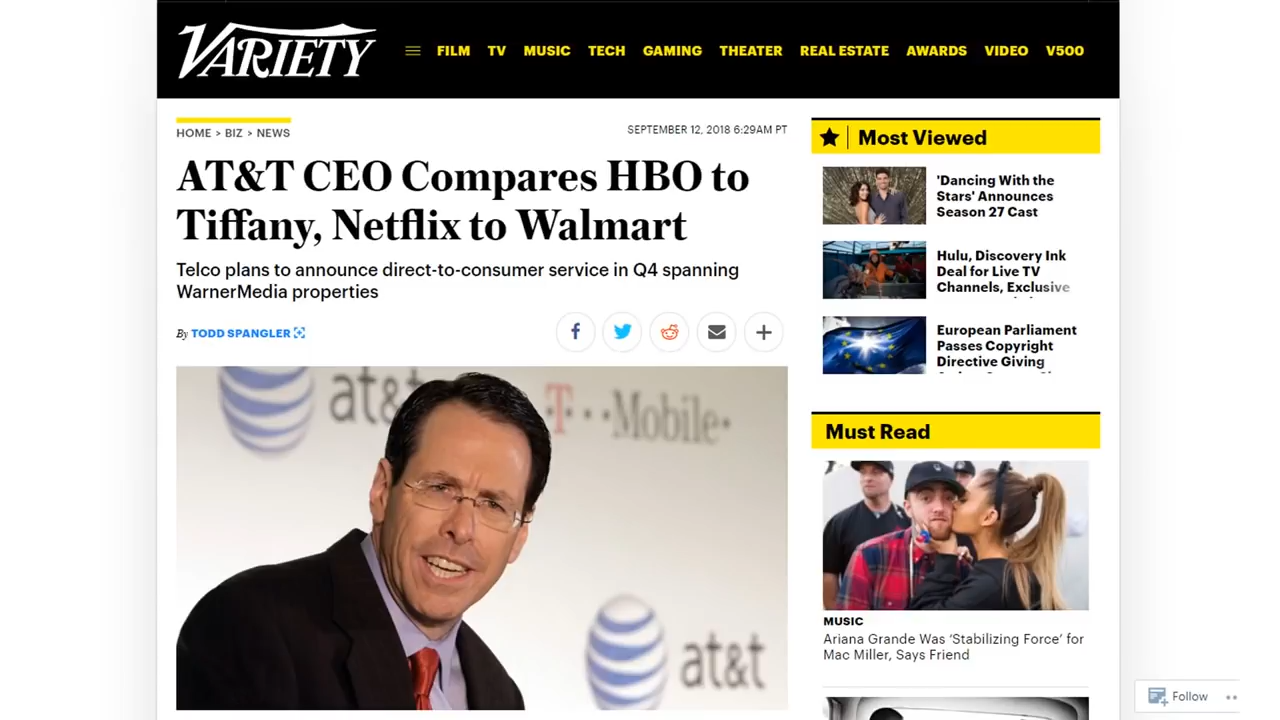 VARIETY
FILM TV MUSIC TECH GAMING THEATER REAL ESTATE AWARDS VIDEO V500
HOME > BIZ > NEWS
SEPTEMBER 12, 2018 6:29AM PT
AT&T CEO Compares HBO to
Tiffany, Netflix to Walmart
Telco plans to announce direct-to-consumer service in Q4 spanning
WarnerMedia properties
By TODD SPANGLER
at&t
T··Mobile·
at&t
Most Viewed
'Dancing With the
Stars' Announces
Season 27 Cast
Hulu, Discovery Ink
Deal for Live TV
Channels, Exclusive
European Parliament
Passes Copyright
Directive Giving
Must Read
MUSIC
Ariana Grande Was ‘Stabilizing Force’ for
Mac Miller, Says Friend
Follow